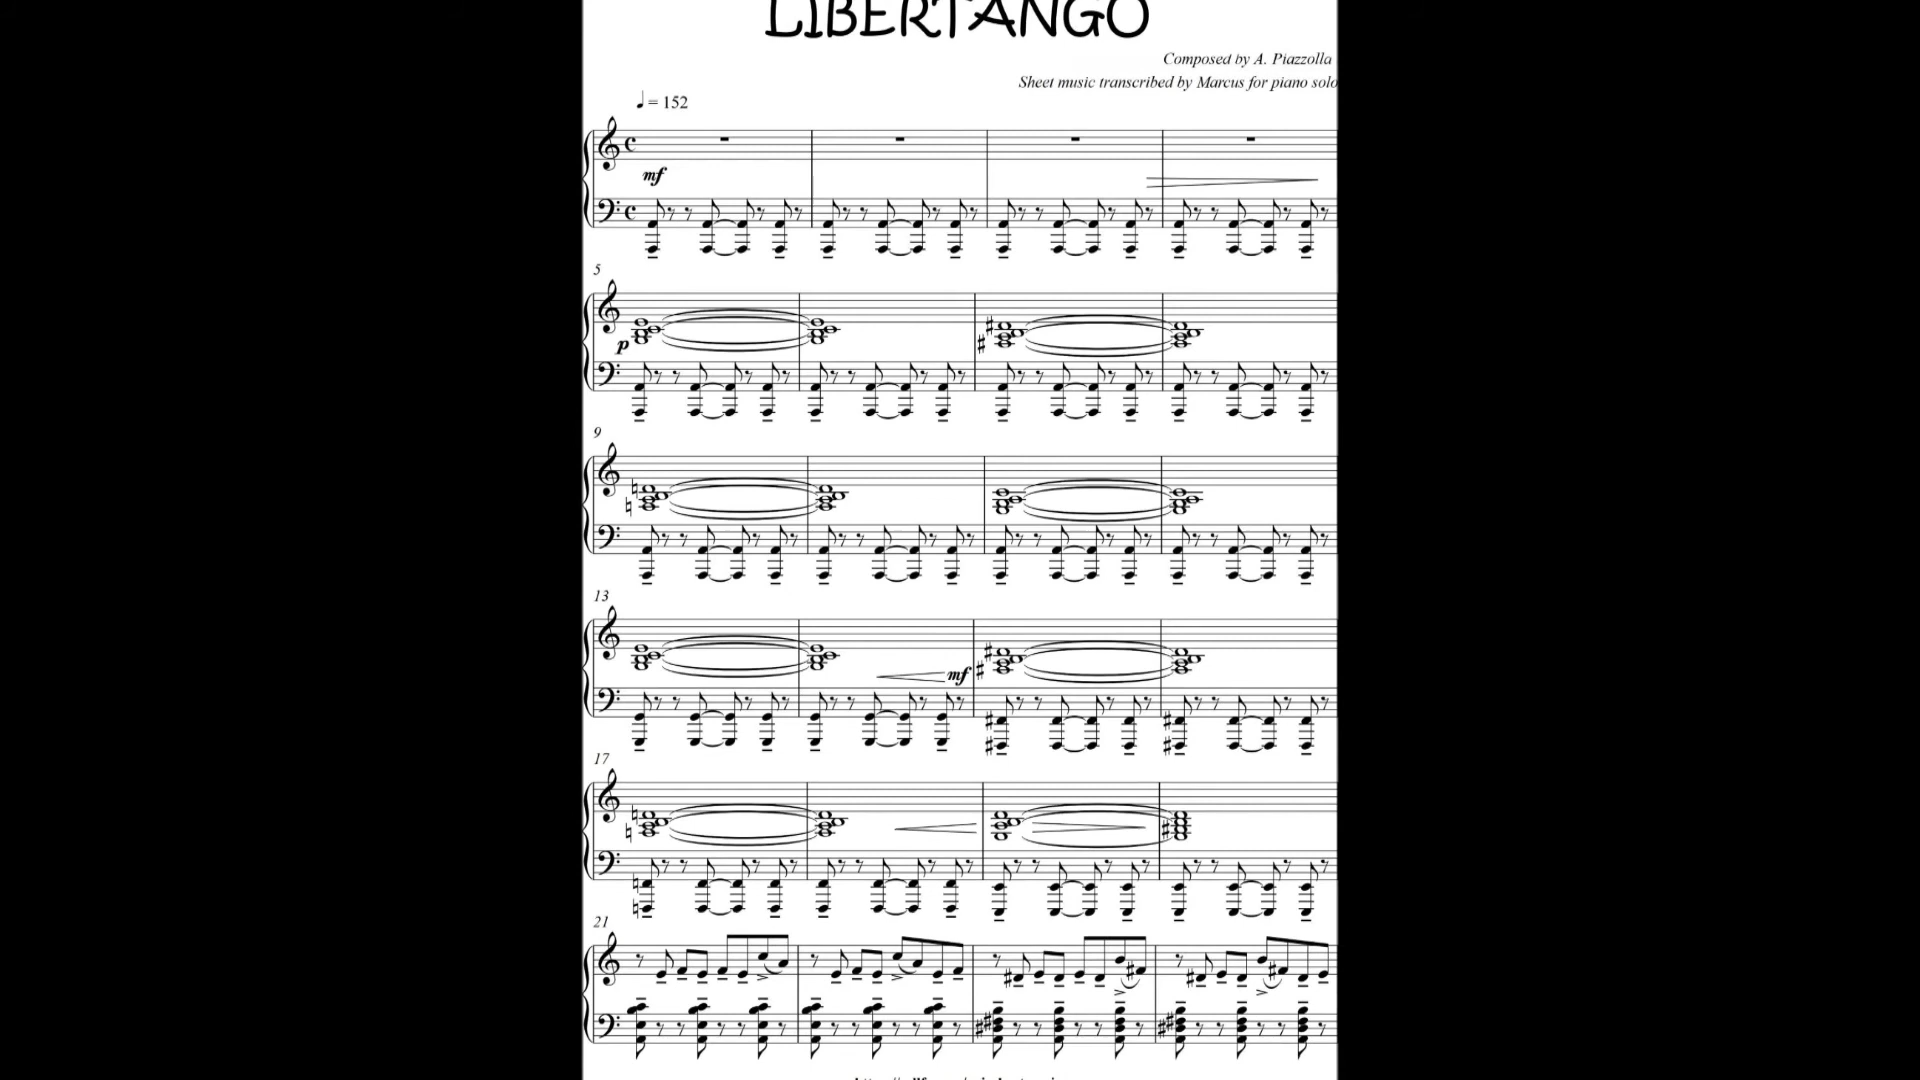 LIBERTANGO
Composed by A. Piazzolla
Sheet music transcribed by Marcus for piano solo
= 152
mf
5
p
9
13
mf
17
21